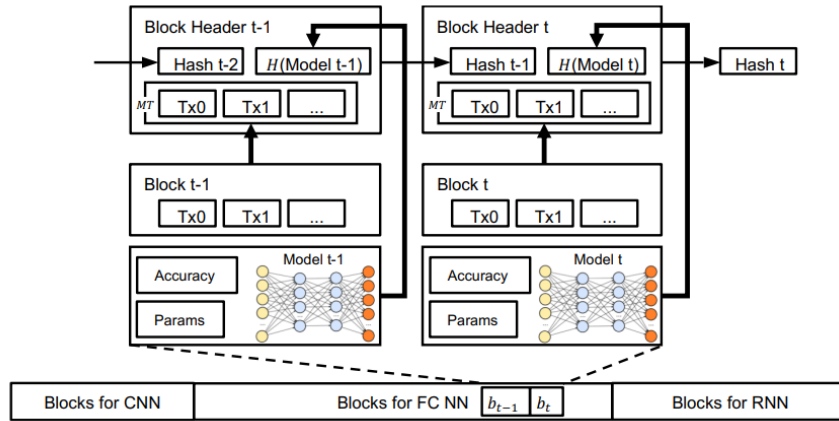 Block Header t-1
Hash t-2
H(Model t-1)
MT
Tx0
Tx1
...
Block Header t
Hash t-1
H(Model t)
MT
Tx0
Tx1
...
Hash t
Block t-1
Tx0
Tx1
...
Block t
Tx0
Tx1
...
Model t-1
Accuracy
Params
Model t
Accuracy
Params
Blocks for CNN
Blocks for FC NN
b_{t-1}
b_t
Blocks for RNN